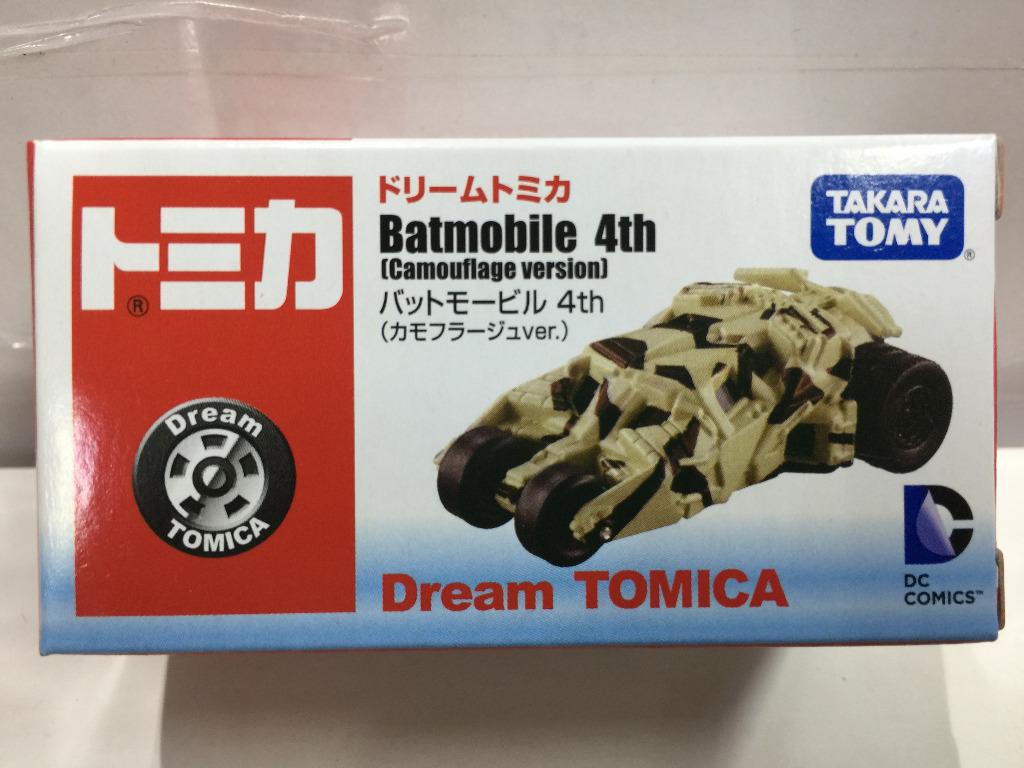 トミカ
®
Dream
TOMICA
ドリームトミカ
Batmobile 4th
(Camouflage version)
バットモービル 4th
(カモフラージュver.)
TAKARA
TOMY
®
DC
COMICS™
Dream TOMICA